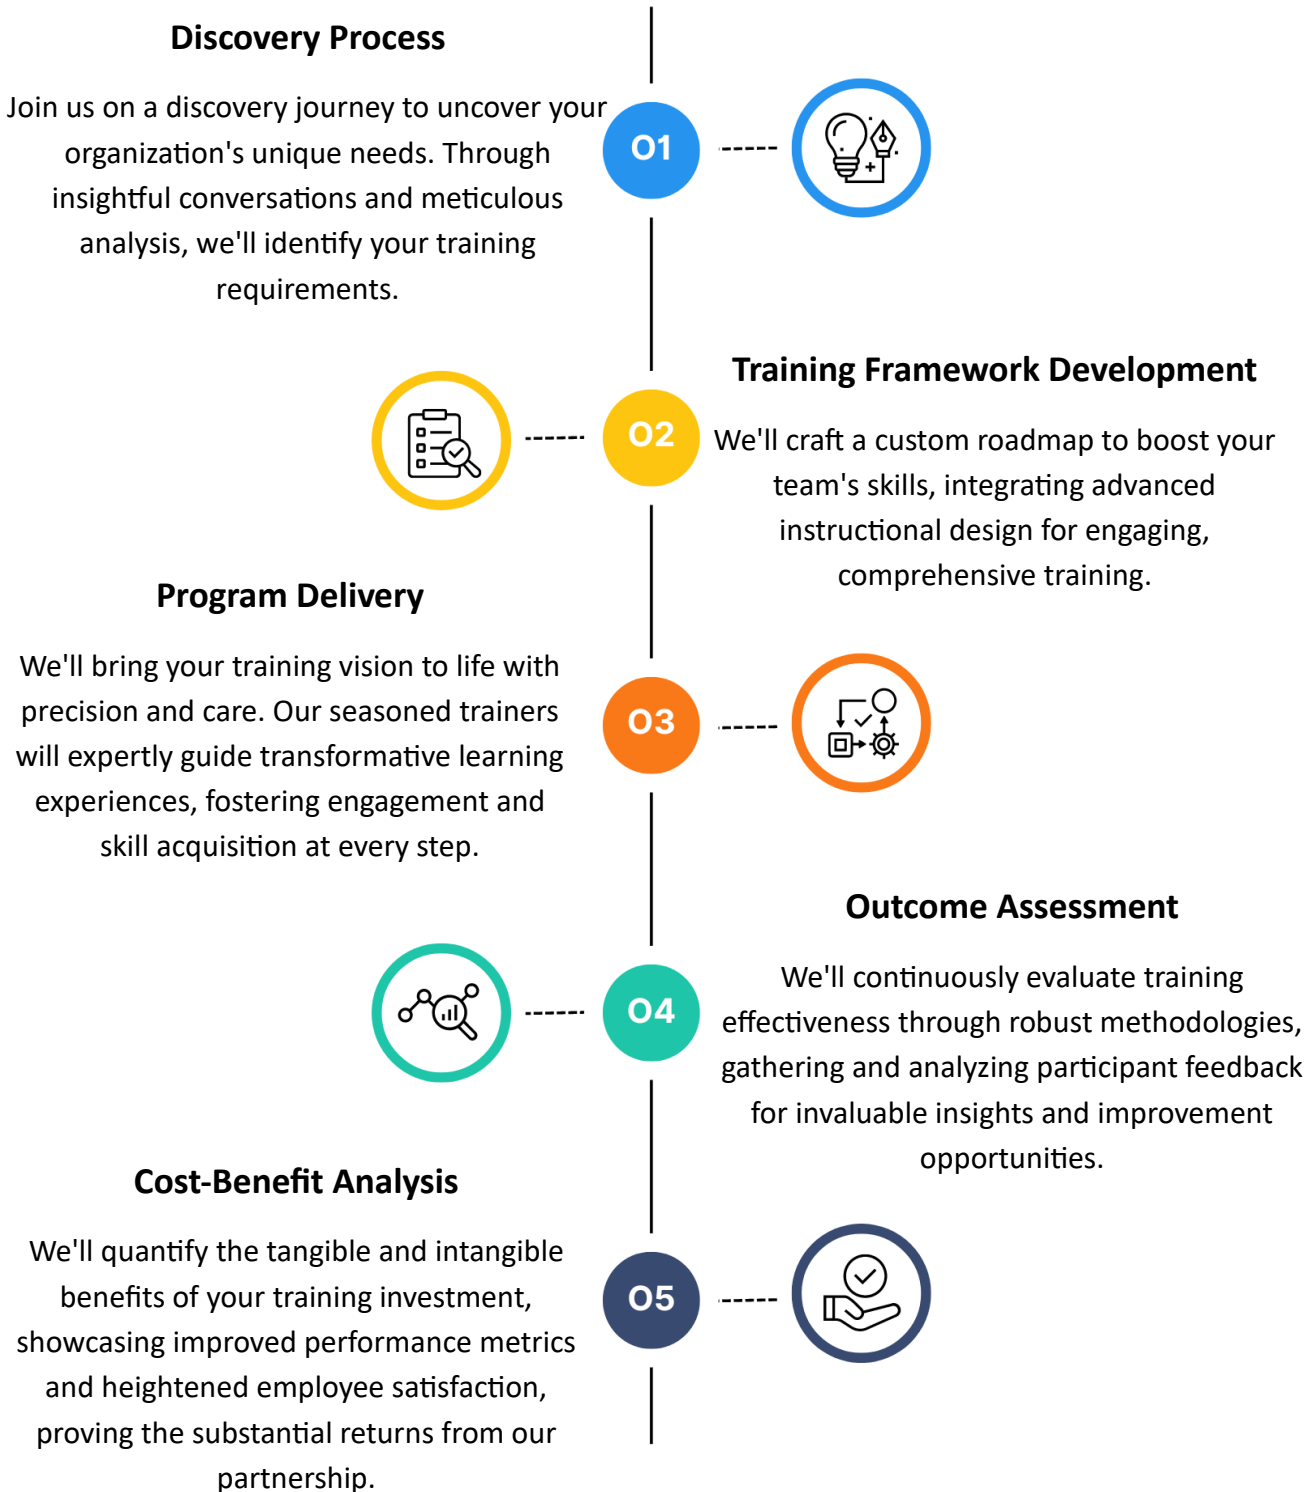 Discovery Process
Join us on a discovery journey to uncover your
organization's unique needs. Through
insightful conversations and meticulous
analysis, we'll identify your training
requirements.
01
Training Framework Development
02
We'll craft a custom roadmap to boost your
team's skills, integrating advanced
instructional design for engaging,
comprehensive training.
Program Delivery
We'll bring your training vision to life with
precision and care. Our seasoned trainers
will expertly guide transformative learning
experiences, fostering engagement and
skill acquisition at every step.
03
Outcome Assessment
04
We'll continuously evaluate training
effectiveness through robust methodologies,
gathering and analyzing participant feedback
for invaluable insights and improvement
opportunities.
Cost-Benefit Analysis
We'll quantify the tangible and intangible
benefits of your training investment,
showcasing improved performance metrics
and heightened employee satisfaction,
proving the substantial returns from our
partnership.
05